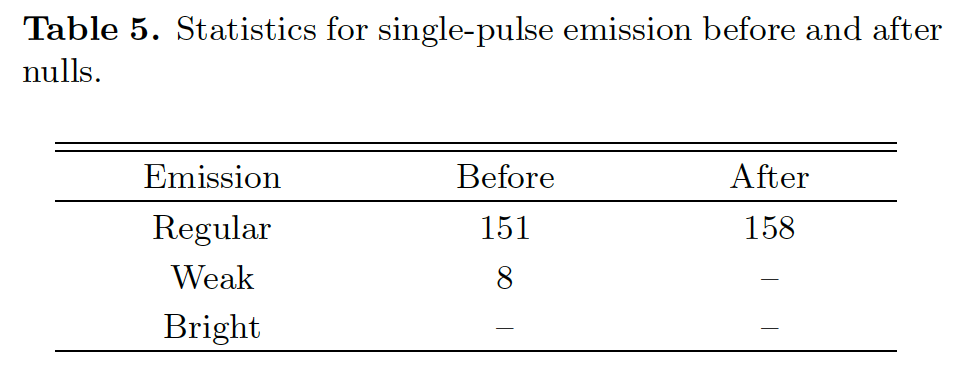 Table 5. Statistics for single-pulse emission before and after
nulls.
Emission Before After
Regular 151 158
Weak 8 –
Bright – –